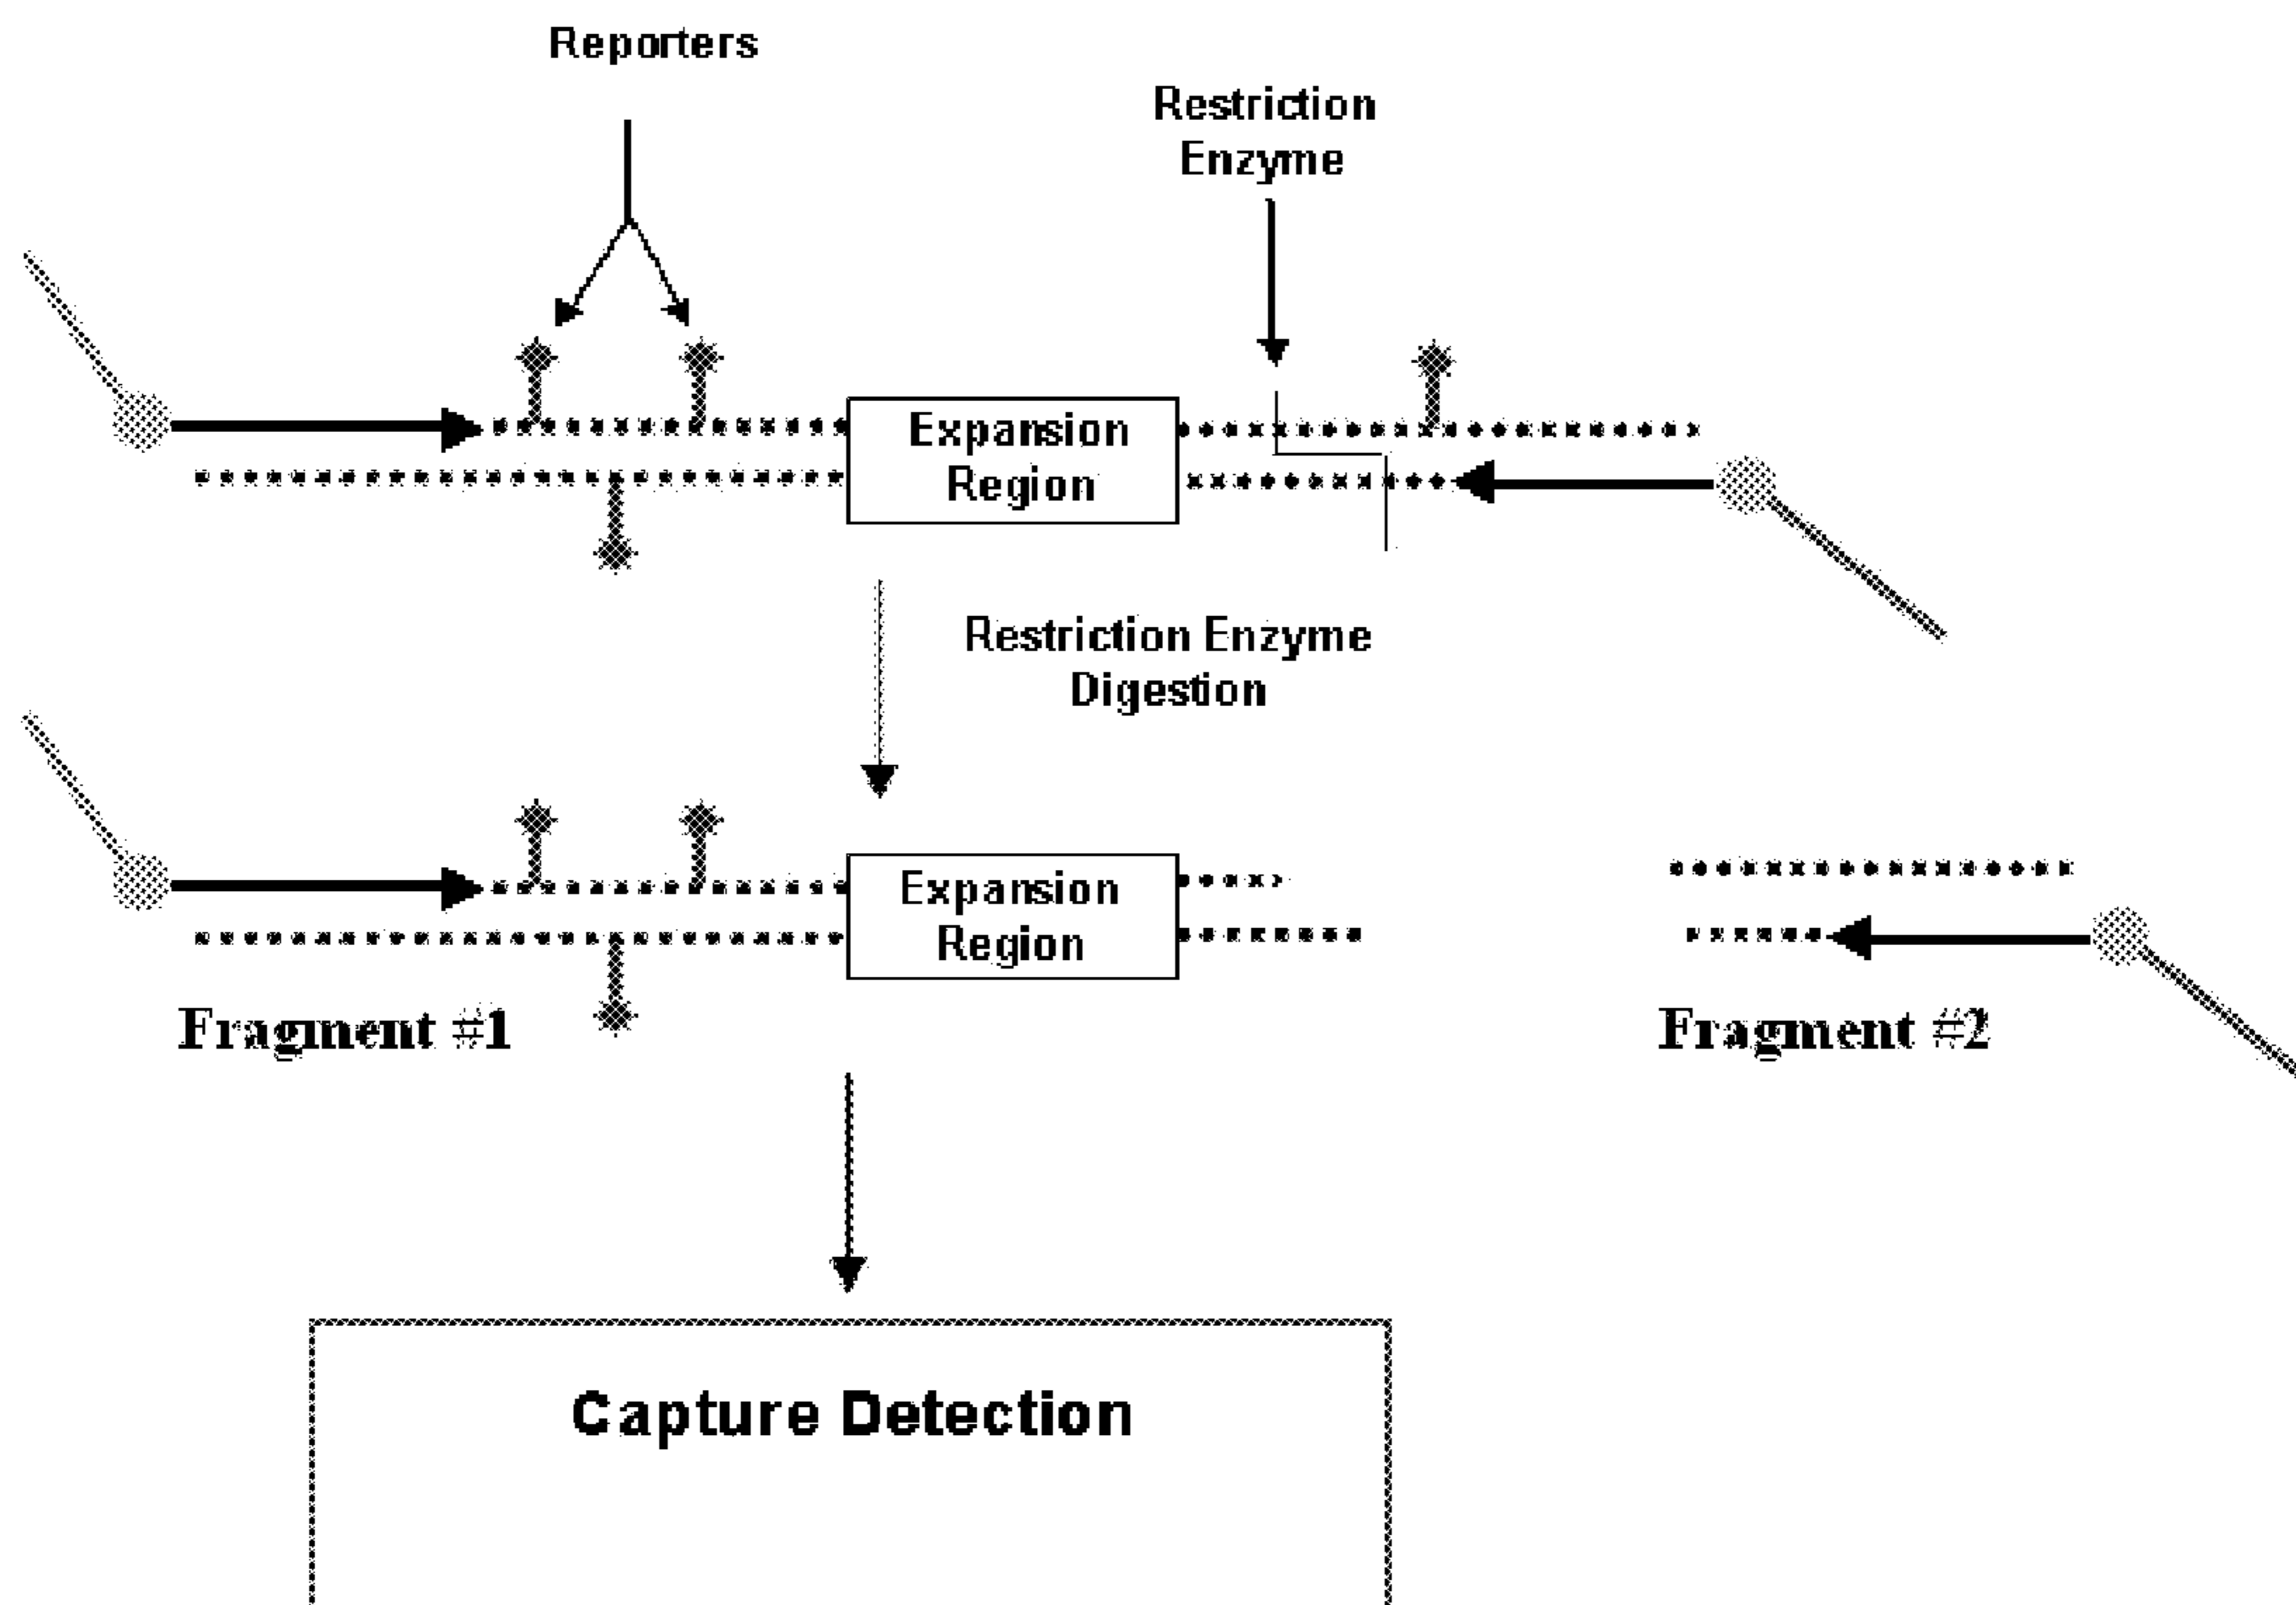 Reporters
Restriction
Enzyme
Expansion
Region
Restriction Enzyme
Digestion
Expansion
Region
Fragment #1
Fragment #2
Capture Detection